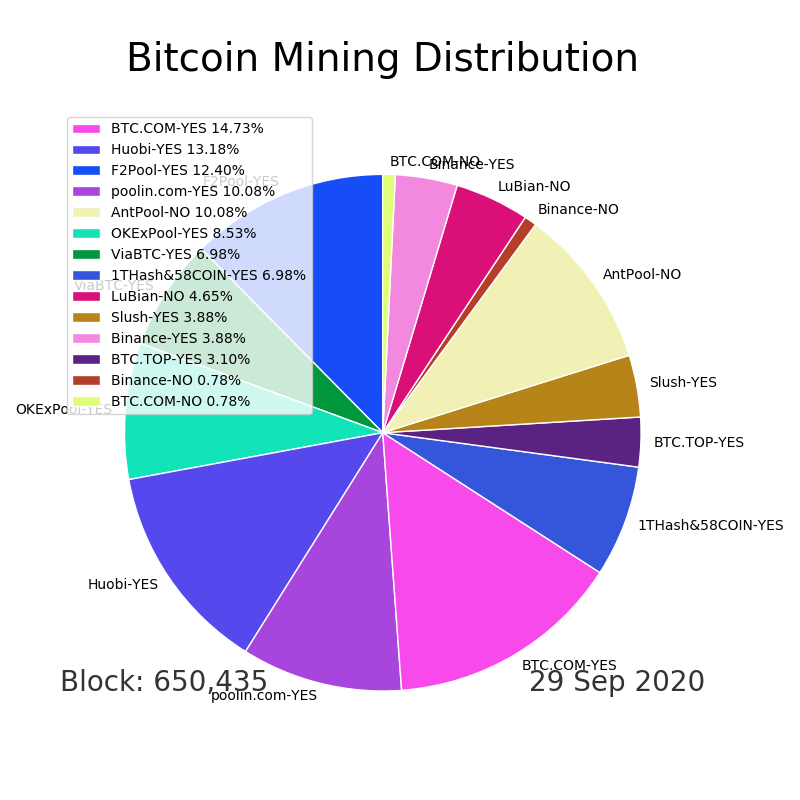 Bitcoin Mining Distribution
BTC.COM-YES 14.73%
Huobi-YES 13.18%
F2Pool-YES 12.40%
poolin.com-YES 10.08%
AntPool-NO 10.08%
OKExPool-YES 8.53%
ViaBTC-YES 6.98%
1THash&58COIN-YES 6.98%
LuBian-NO 4.65%
Slush-YES 3.88%
Binance-YES 3.88%
BTC.TOP-YES 3.10%
Binance-NO 0.78%
BTC.COM-NO 0.78%
BTC.COM-NO
Binance-YES
LuBian-NO
Binance-NO
AntPool-NO
Slush-YES
BTC.TOP-YES
1THash&58COIN-YES
BTC.COM-YES
poolin.com-YES
Huobi-YES
OKExPool-YES
ViaBTC-YES
F2Pool-YES
Block: 650,435
29 Sep 2020